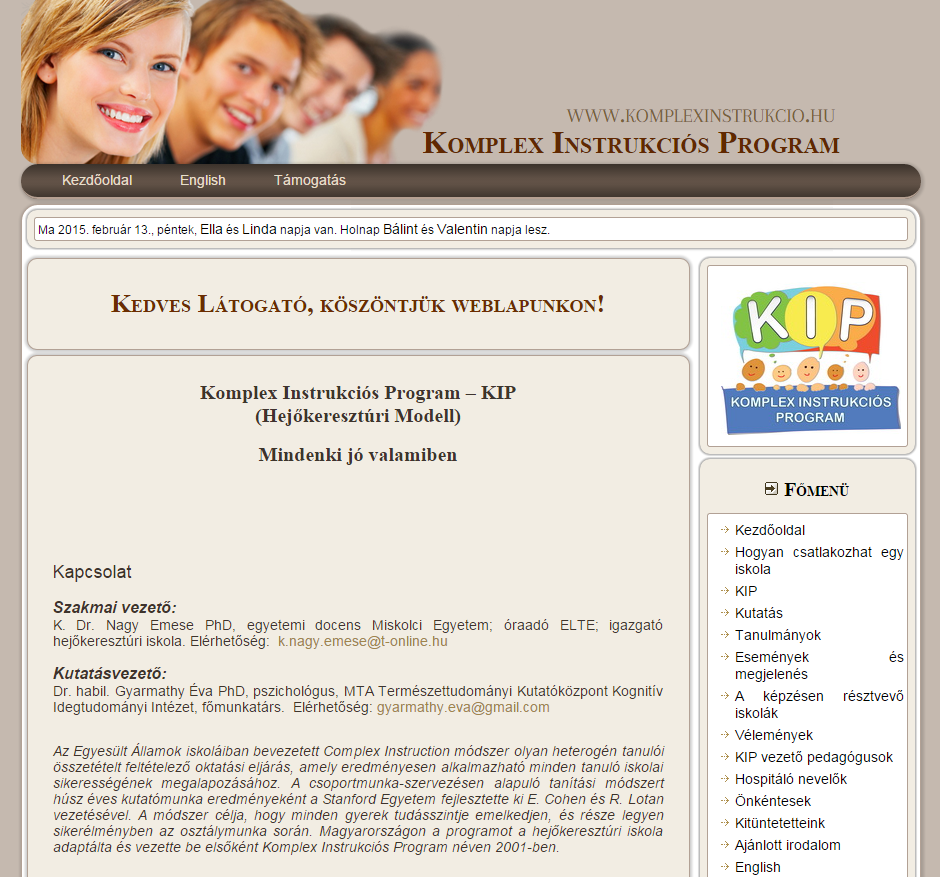 WWW.KOMPLEXINSTRUKCIO.HU
Komplex Instrukciós Program
Kezdőoldal English Támogatás
Ma 2015. február 13., péntek, Ella és Linda napja van. Holnap Bálint és Valentin napja lesz.
Kedves Látogató, köszöntjük weblapunkon!
Komplex Instrukciós Program – KIP
(Hejőkeresztúri Modell)
Mindenki jó valamiben
Kapcsolat
Szakmai vezető:
K. Dr. Nagy Emese PhD, egyetemi docens Miskolci Egyetem; óraadó ELTE; igazgató
hejőkeresztúri iskola. Elérhetőség: k.nagy.emese@t-online.hu
Kutatásvezető:
Dr. habil. Gyarmathy Éva PhD, pszichológus, MTA Természettudományi Kutatóközpont Kognitív
Idegtudományi Intézet, főmunkatárs. Elérhetőség: gyarmathy.eva@gmail.com
Az Egyesült Államok iskoláiban bevezetett Complex Instruction módszer olyan heterogén tanulói
összetételt feltételező oktatási eljárás, amely eredményesen alkalmazható minden tanuló iskolai
sikerességének megalapozásához. A csoportmunka-szervezésen alapuló tanítási módszert
húsz éves kutatómunka eredményeként a Stanford Egyetem fejlesztette ki E. Cohen és R. Lotan
vezetésével. A módszer célja, hogy minden gyerek tudásszintje emelkedjen, és része legyen
sikerélményben az osztálymunka során. Magyarországon a programot a hejőkeresztúri iskola
adaptálta és vezette be elsőként Komplex Instrukciós Program néven 2001-ben.
KIP
KOMPLEX INSTRUKCIÓS
PROGRAM
Főmenü
Kezdőoldal
Hogyan csatlakozhat egy
iskola
KIP
Kutatás
Tanulmányok
Események és
megjelenés
A képzésen résztvevő
iskolák
Vélemények
KIP vezető pedagógusok
Hospitáló nevelők
Önkéntesek
Kitüntetetteink
Ajánlott irodalom
English